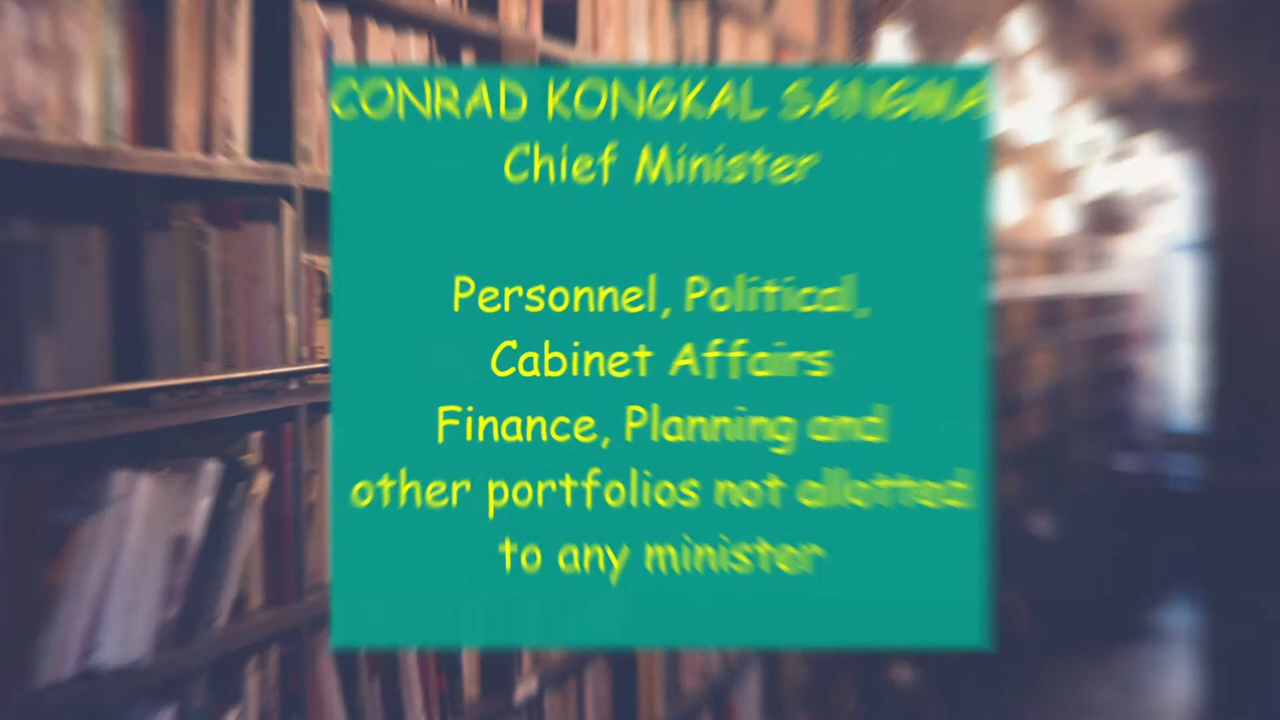 CONRAD KONGKAL SANGMA
Chief Minister
Personnel, Political,
Cabinet Affairs
Finance, Planning and
other portfolios not allotted
to any minister